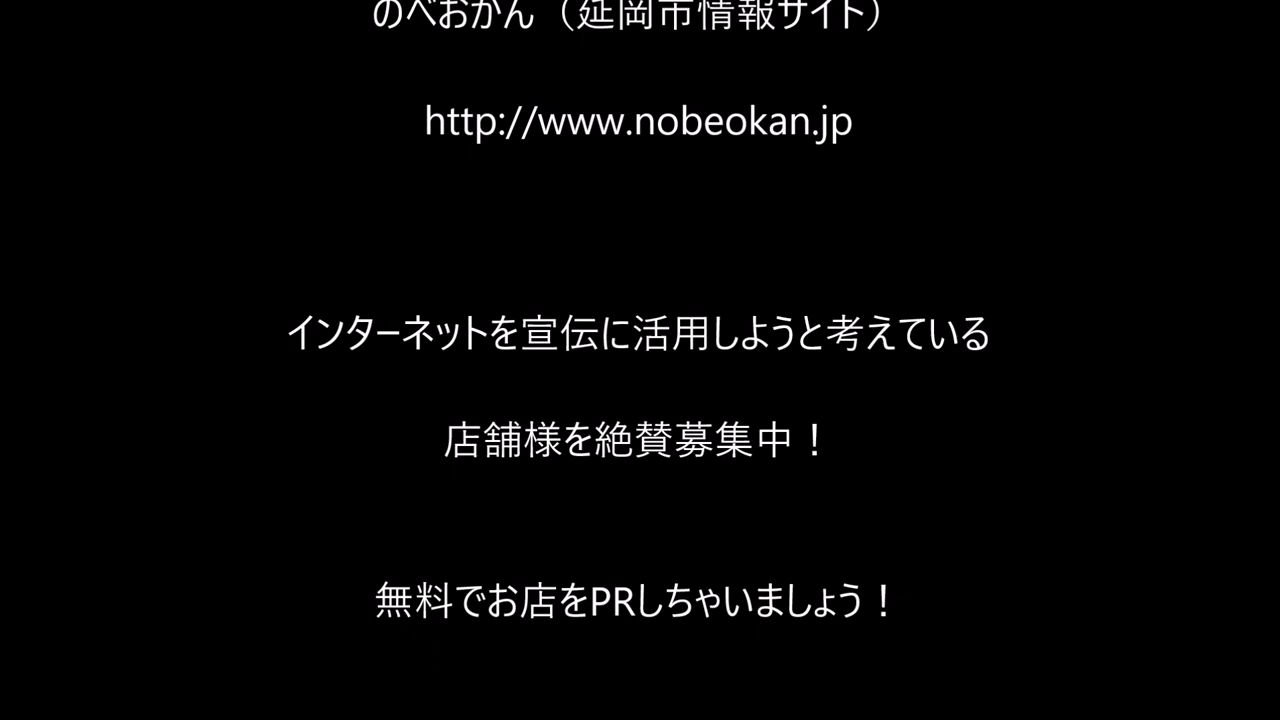 のべおかん（延岡市情報サイト）
http://www.nobeokan.jp
インターネットを宣伝に活用しようと考えている
店舗様を絶賛募集中！
無料でお店をPRしちゃいましょう！